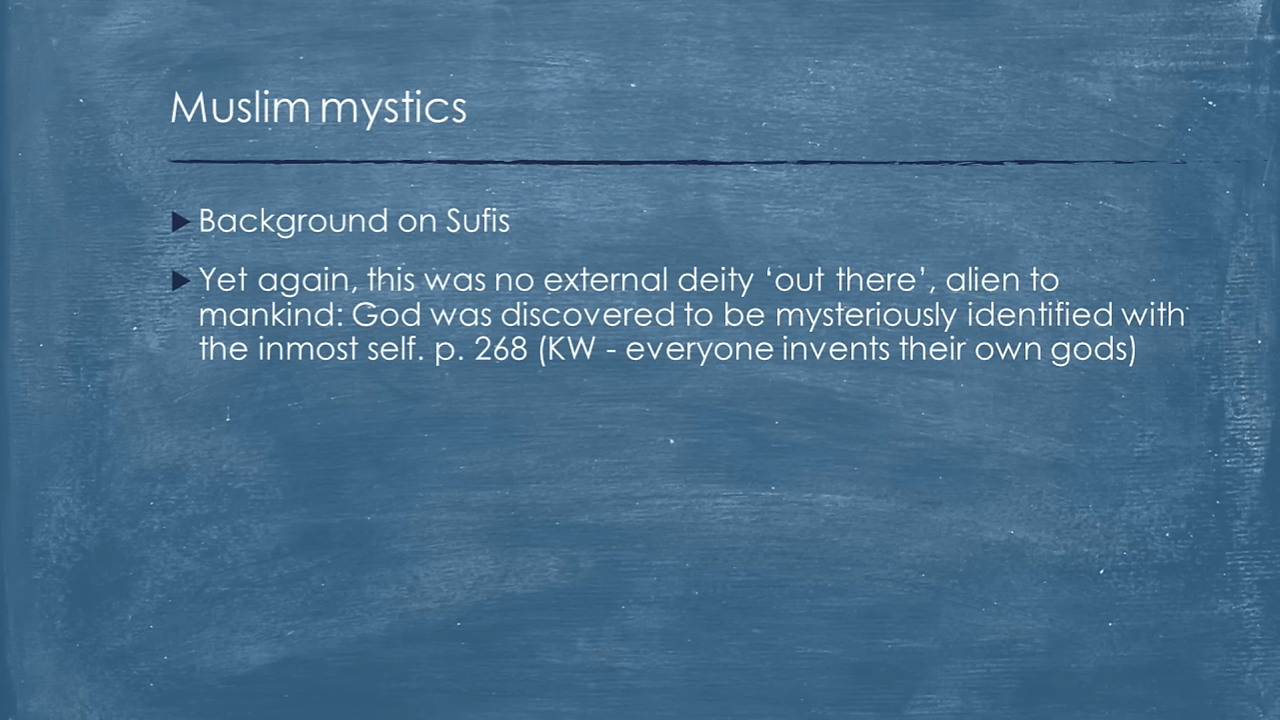 Muslim mystics
Background on Sufis
Yet again, this was no external deity ‘out there’, alien to
mankind: God was discovered to be mysteriously identified with
the inmost self. p. 268 (KW - everyone invents their own gods)